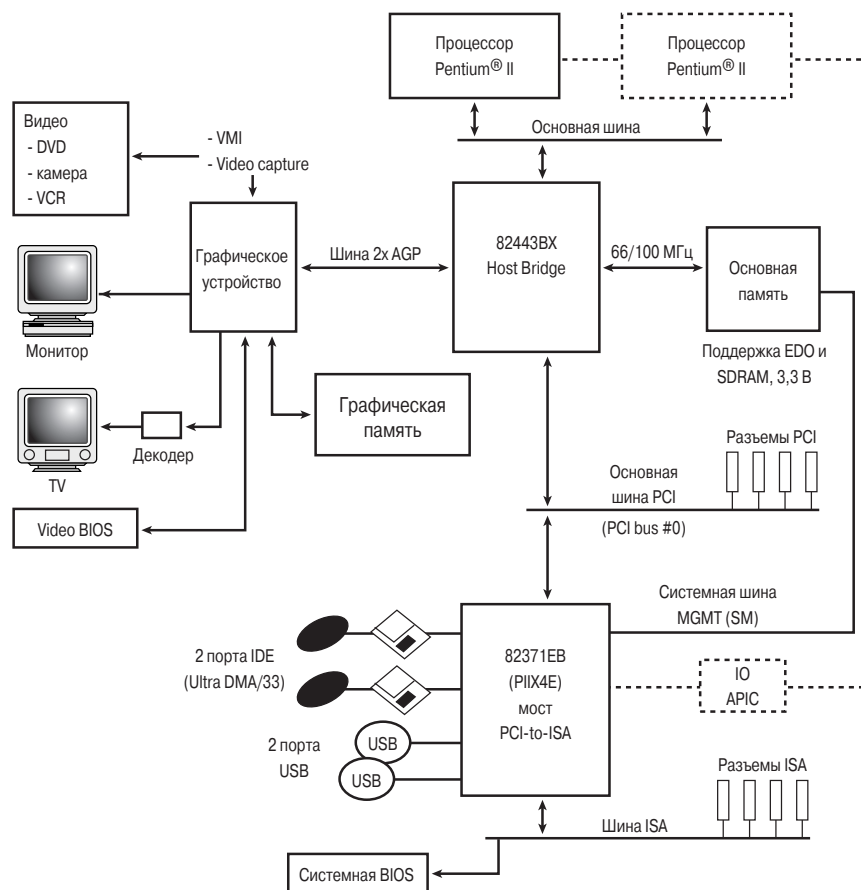 Процессор
Pentium® II
Процессор
Pentium® II
Основная шина
Видео
- DVD
- камера
- VCR
- VMI
- Video capture
Графическое
устройство
Шина 2x AGP
82443BX
Host Bridge
66/100 МГц
Основная
память
Поддержка EDO и
SDRAM, 3,3 В
Монитор
Графическая
память
Декодер
TV
Video BIOS
Разъемы PCI
Основная
шина PCI
(PCI bus #0)
Системная шина
MGMT (SM)
2 порта IDE
(Ultra DMA/33)
82371EB
(PIIX4E)
мост
PCI-to-ISA
IO
APIC
2 порта
USB
USB
USB
Разъемы ISA
Шина ISA
Системная BIOS